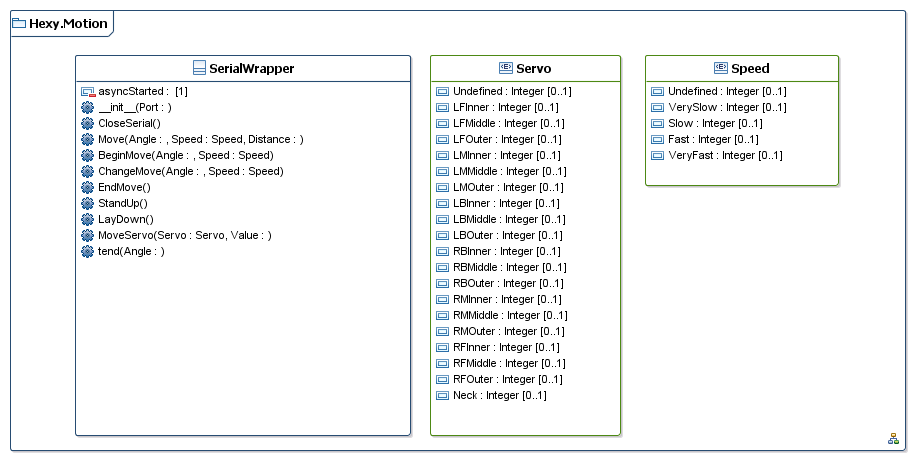 Hexy.Motion
SerialWrapper
asyncStarted :  [1]
__init__(Port : )
CloseSerial()
Move(Angle : , Speed : Speed, Distance : )
BeginMove(Angle : , Speed : Speed)
ChangeMove(Angle : , Speed : Speed)
EndMove()
StandUp()
LayDown()
MoveServo(Servo : Servo, Value : )
tend(Angle : )
Servo
Undefined : Integer [0..1]
LFInner : Integer [0..1]
LFMiddle : Integer [0..1]
LFOuter : Integer [0..1]
LMInner : Integer [0..1]
LMMiddle : Integer [0..1]
LMOuter : Integer [0..1]
LBInner : Integer [0..1]
LBMiddle : Integer [0..1]
LBOuter : Integer [0..1]
RBInner : Integer [0..1]
RBMiddle : Integer [0..1]
RBOuter : Integer [0..1]
RMInner : Integer [0..1]
RMMiddle : Integer [0..1]
RMOuter : Integer [0..1]
RFInner : Integer [0..1]
RFMiddle : Integer [0..1]
RFOuter : Integer [0..1]
Neck : Integer [0..1]
Speed
Undefined : Integer [0..1]
VerySlow : Integer [0..1]
Slow : Integer [0..1]
Fast : Integer [0..1]
VeryFast : Integer [0..1]